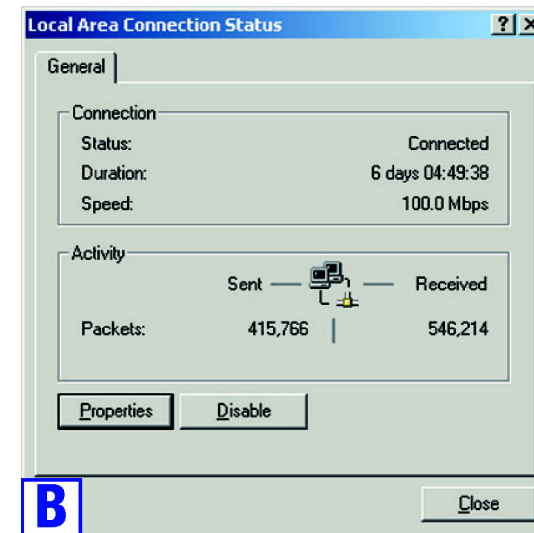 Local Area Connection Status
General
Connection
Status: Connected
Duration: 6 days 04:49:38
Speed: 100.0 Mbps
Activity
Sent Received
Packets: 415,766 546,214
Properties Disable
Close
B